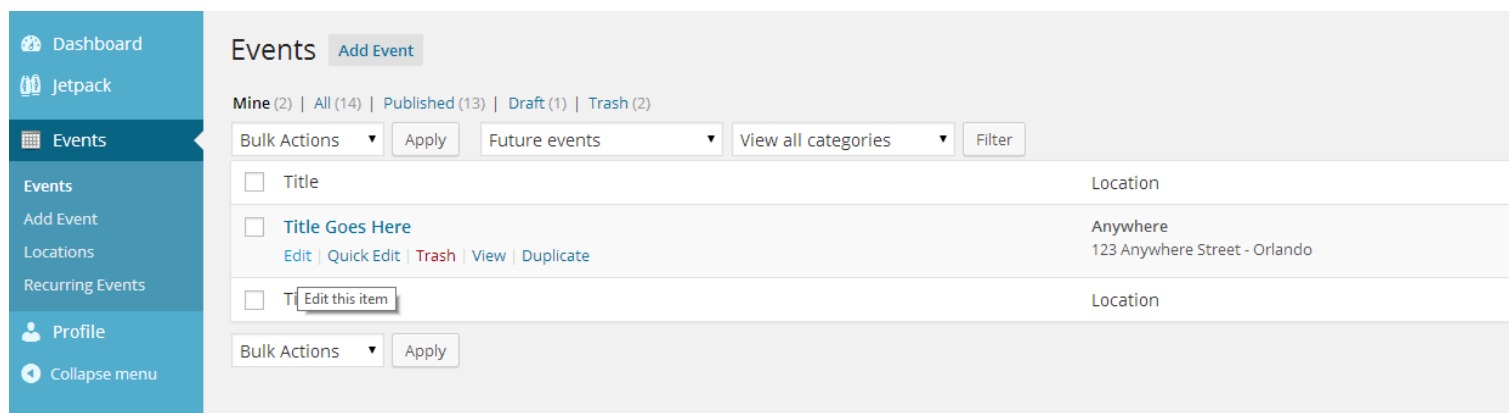 Dashboard
Jetpack
Events
Events
Add Event
Locations
Recurring Events
Profile
Collapse menu
Events Add Event
Mine (2) | All (14) | Published (13) | Draft (1) | Trash (2)
Bulk Actions Apply Future events View all categories Filter
Title Location
Title Goes Here Anywhere
Edit | Quick Edit | Trash | View | Duplicate 123 Anywhere Street - Orlando
Edit this item Location
Bulk Actions Apply